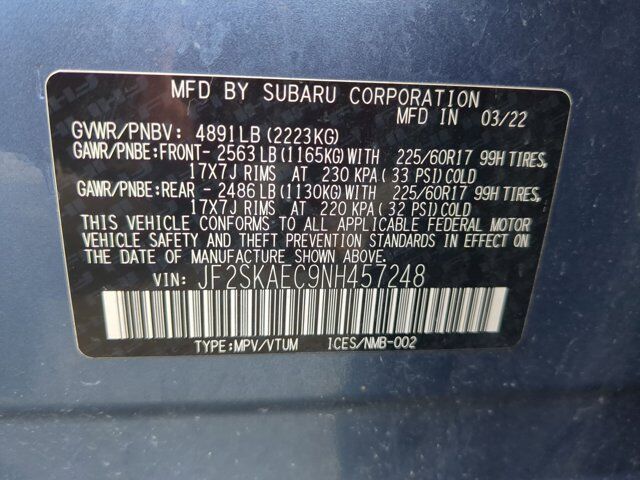 MFD BY SUBARU CORPORATION
GVWR/PNBV: 4891LB (2223KG) MFD IN 03/22
GAWR/PNBE:FRONT- 2563 LB (1165KG) WITH 225/60R17 99H TIRES,
17X7J RIMS AT 230 KPA ( 33 PSI) COLD
GAWR/PNBE:REAR - 2486 LB (1130KG) WITH 225/60R17 99H TIRES,
17X7J RIMS AT 220 KPA ( 32 PSI) COLD
THIS VEHICLE CONFORMS TO ALL APPLICABLE FEDERAL MOTOR
VEHICLE SAFETY AND THEFT PREVENTION STANDARDS IN EFFECT ON
THE DATE OF MANUFACTURE SHOWN ABOVE.
VIN: JF2SKAEC9NH457248
TYPE:MPV/VTUM ICES/NMB-002